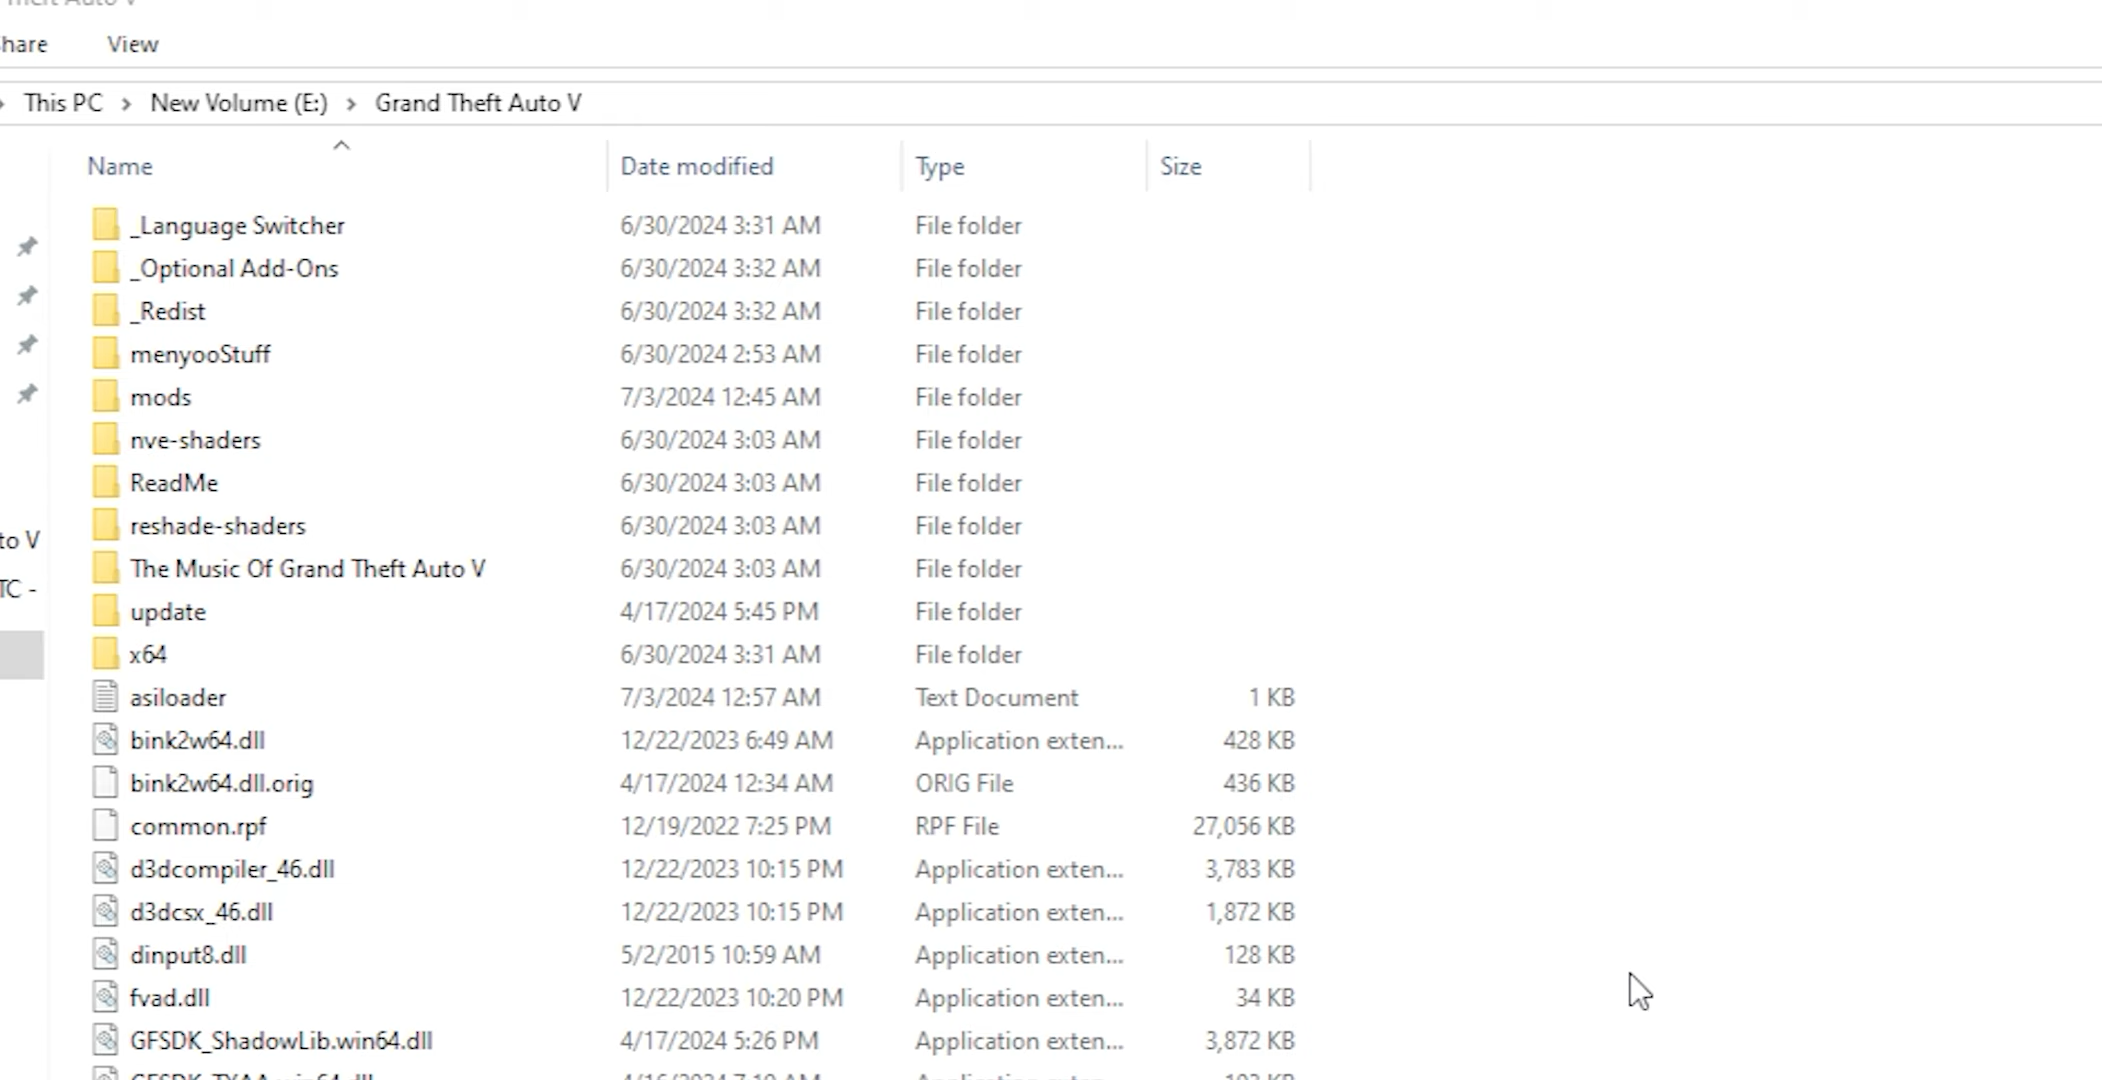 Share View
This PC > New Volume (E:) > Grand Theft Auto V
Name Date modified Type Size
_Language Switcher 6/30/2024 3:31 AM File folder
_Optional Add-Ons 6/30/2024 3:32 AM File folder
_Redist 6/30/2024 3:32 AM File folder
menyooStuff 6/30/2024 2:53 AM File folder
mods 7/3/2024 12:45 AM File folder
nve-shaders 6/30/2024 3:03 AM File folder
ReadMe 6/30/2024 3:03 AM File folder
reshade-shaders 6/30/2024 3:03 AM File folder
to V
The Music Of Grand Theft Auto V 6/30/2024 3:03 AM File folder
TC -
update 4/17/2024 5:45 PM File folder
x64 6/30/2024 3:31 AM File folder
asiloader 7/3/2024 12:57 AM Text Document 1 KB
bink2w64.dll 12/22/2023 6:49 AM Application exten... 428 KB
bink2w64.dll.orig 4/17/2024 12:34 AM ORIG File 436 KB
common.rpf 12/19/2022 7:25 PM RPF File 27,056 KB
d3dcompiler_46.dll 12/22/2023 10:15 PM Application exten... 3,783 KB
d3dcsx_46.dll 12/22/2023 10:15 PM Application exten... 1,872 KB
dinput8.dll 5/2/2015 10:59 AM Application exten... 128 KB
fvad.dll 12/22/2023 10:20 PM Application exten... 34 KB
GFSDK_ShadowLib.win64.dll 4/17/2024 5:26 PM Application exten... 3,872 KB